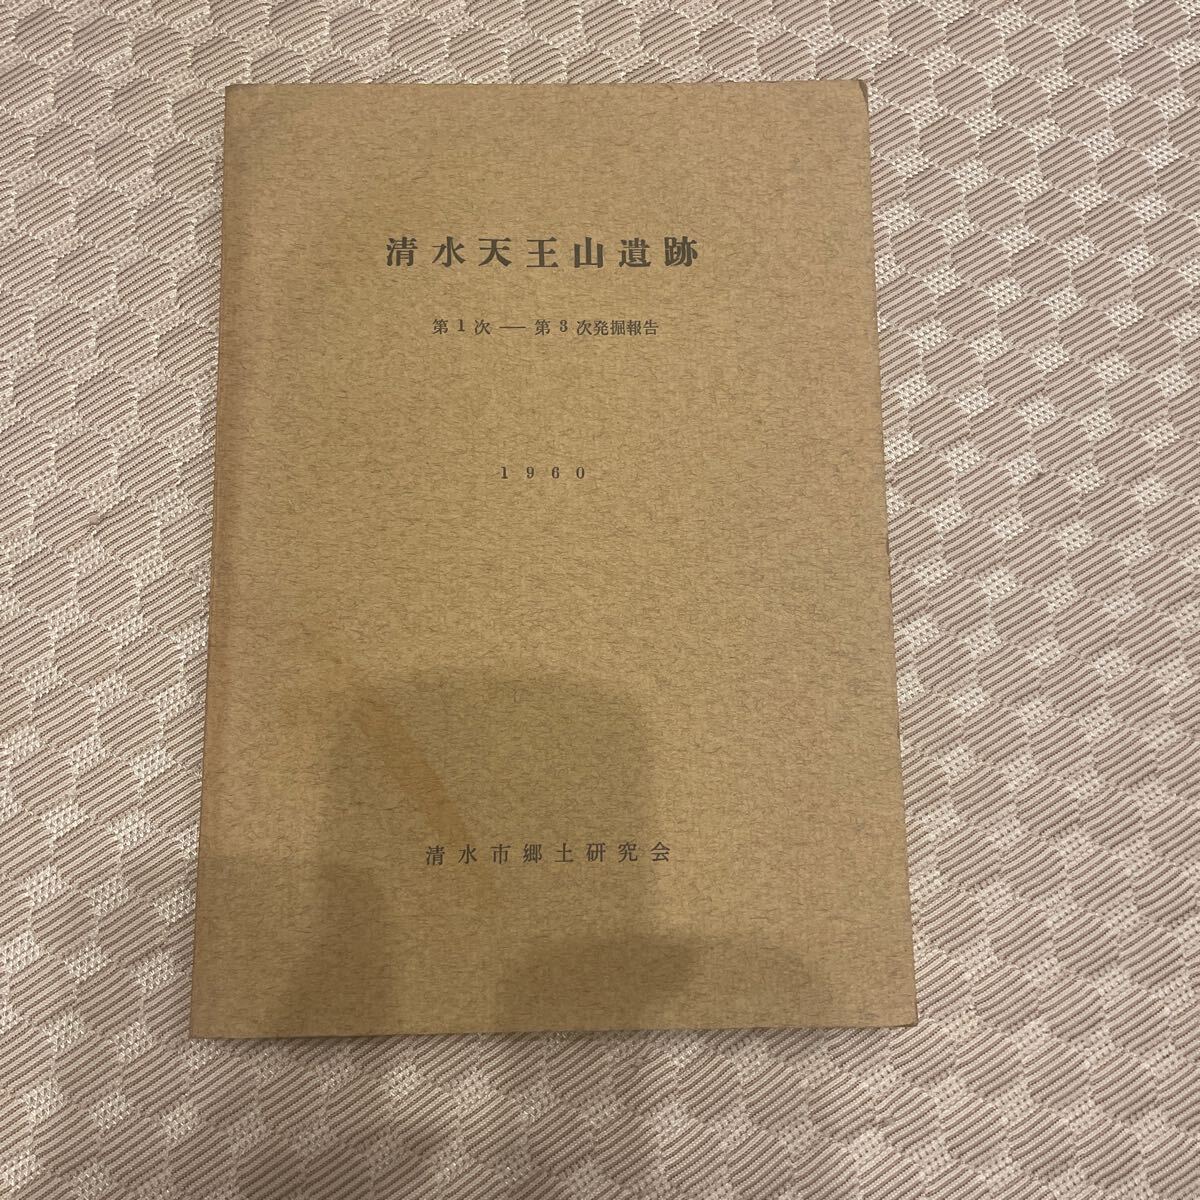 清水天王山遺跡
第1次—第3次発掘報告
1960
清水市郷土研究会